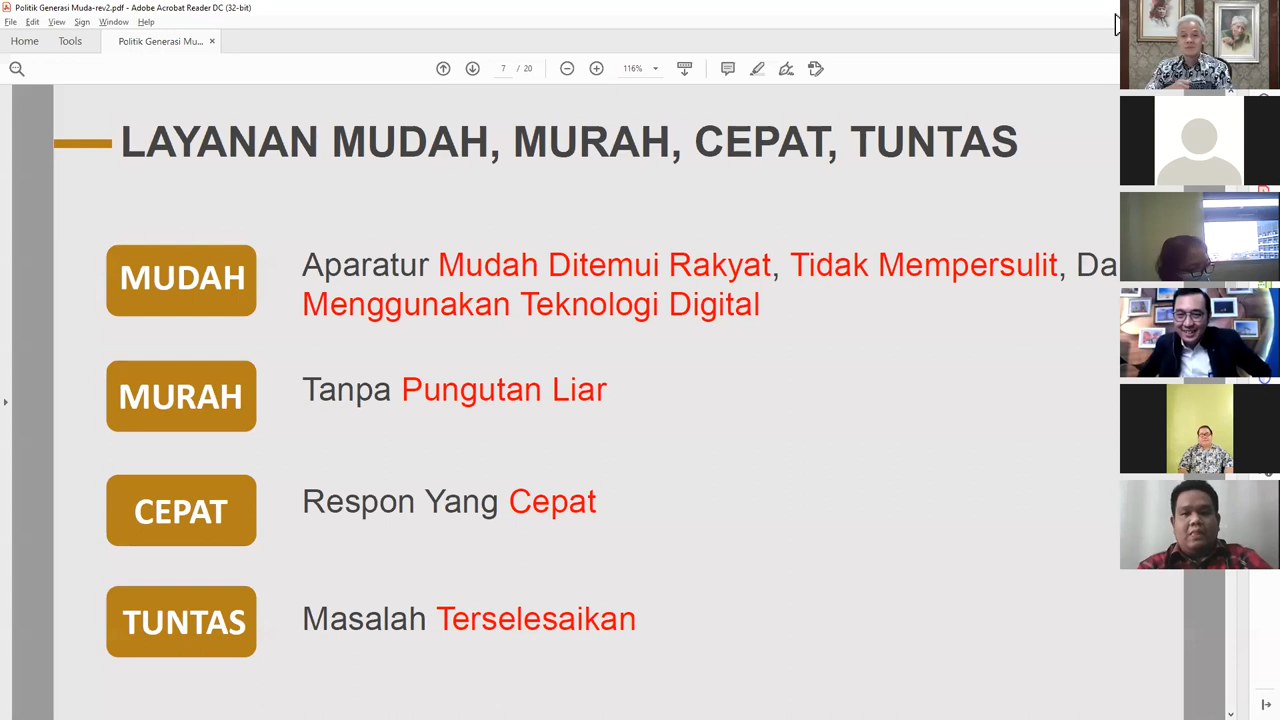 Politik Generasi Muda-rev2.pdf - Adobe Acrobat Reader DC (32-bit)
File Edit View Sign Window Help
Home Tools Politik Generasi Mu... ×
7 / 20 116%
LAYANAN MUDAH, MURAH, CEPAT, TUNTAS
MUDAH
Aparatur Mudah Ditemui Rakyat, Tidak Mempersulit, Da
Menggunakan Teknologi Digital
MURAH
Tanpa Pungutan Liar
CEPAT
Respon Yang Cepat
TUNTAS
Masalah Terselesaikan